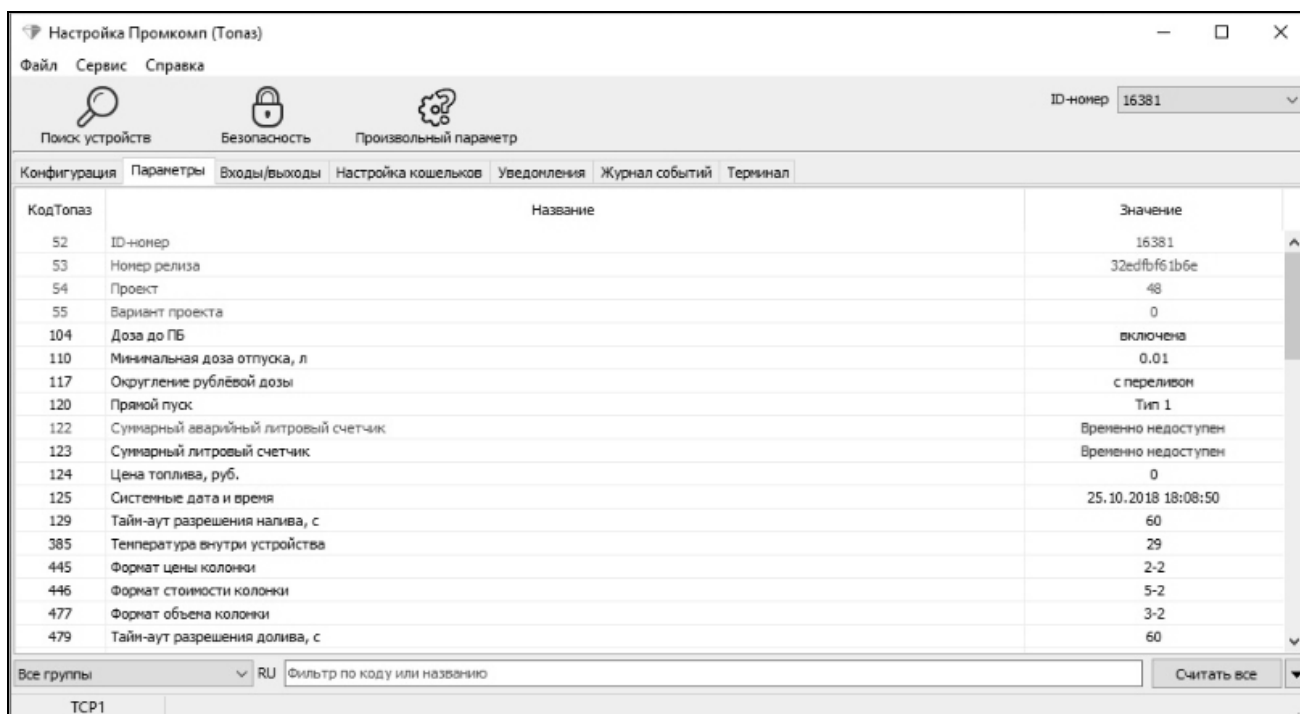 Настройка Промкомп (Топаз)
Файл Сервис Справка
Поиск устройств Безопасность Произвольный параметр ID-номер 16381
Конфигурация Параметры Входы/выходы Настройка кошельков Уведомления Журнал событий Терминал
КодТопаз Название Значение
52 ID-номер 16381
53 Номер релиза 32edfbf61b6e
54 Проект 48
55 Вариант проекта 0
104 Доза до ПБ включена
110 Минимальная доза отпуска, л 0.01
117 Округление рублёвой дозы с переливом
120 Прямой пуск Тип 1
122 Суммарный аварийный литровый счетчик Временно недоступен
123 Суммарный литровый счетчик Временно недоступен
124 Цена топлива, руб. 0
125 Системные дата и время 25.10.2018 18:08:50
129 Тайм-аут разрешения налива, с 60
385 Температура внутри устройства 29
445 Формат цены колонки 2-2
446 Формат стоимости колонки 5-2
477 Формат объема колонки 3-2
479 Тайм-аут разрешения долива, с 60
Все группы RU Фильтр по коду или названию Считать все
TCP1